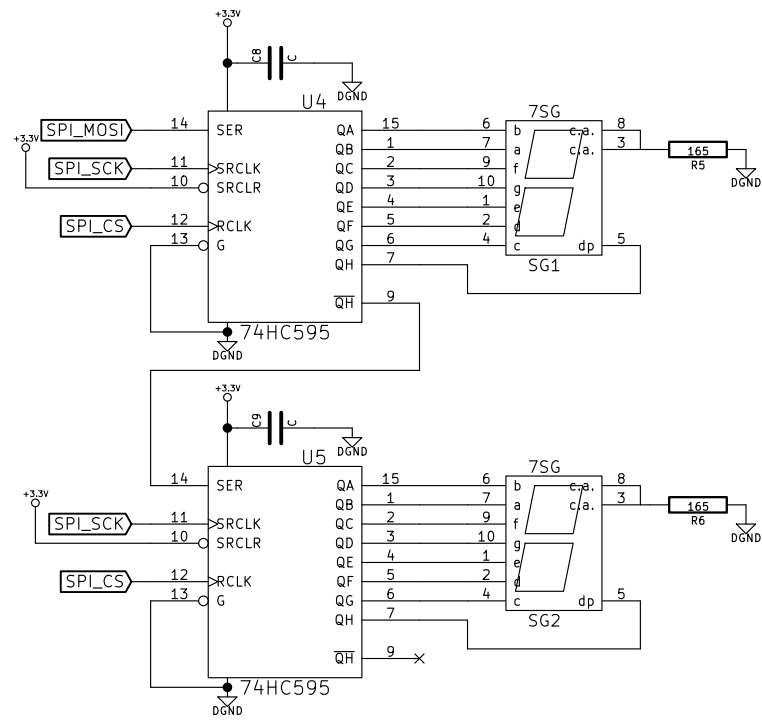 +3.3V
C8
C
DGND
U4
7SG
SPI_MOSI 14 SER QA 15 6 b c.a. 8
+3.3V QB 1 7 a c.a. 3 165
SPI_SCK 11 SRCLK QC 2 9 f R5
10 SRCLR QD 3 10 g DGND
QE 4 1 e
SPI_CS 12 RCLK QF 5 2 d
13 G QG 6 4 c dp 5
QH 7 SG1
QH 9
74HC595
DGND
+3.3V
C9
C
DGND
U5
7SG
14 SER QA 15 6 b c.a. 8
+3.3V QB 1 7 a c.a. 3 165
SPI_SCK 11 SRCLK QC 2 9 f R6
10 SRCLR QD 3 10 g DGND
QE 4 1 e
SPI_CS 12 RCLK QF 5 2 d
13 G QG 6 4 c dp 5
QH 7 SG2
QH 9
74HC595
DGND